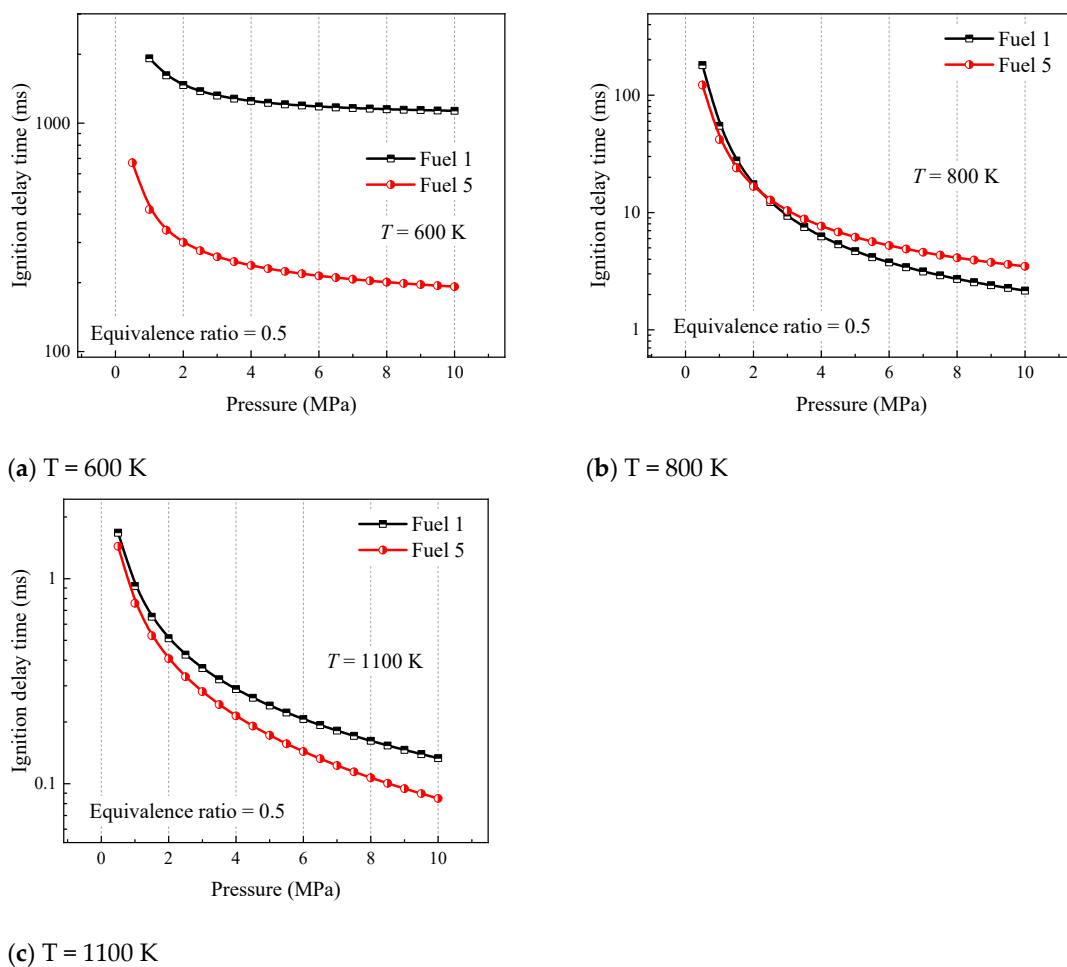 Ignition delay time (ms)
1000
100
Fuel 1
Fuel 5
T = 600 K
Equivalence ratio = 0.5
0 2 4 6 8 10
Pressure (MPa)
(a) T = 600 K
Ignition delay time (ms)
100
10
1
Fuel 1
Fuel 5
T = 800 K
Equivalence ratio = 0.5
0 2 4 6 8 10
Pressure (MPa)
(b) T = 800 K
Ignition delay time (ms)
1
0.1
Fuel 1
Fuel 5
T = 1100 K
Equivalence ratio = 0.5
0 2 4 6 8 10
Pressure (MPa)
(c) T = 1100 K